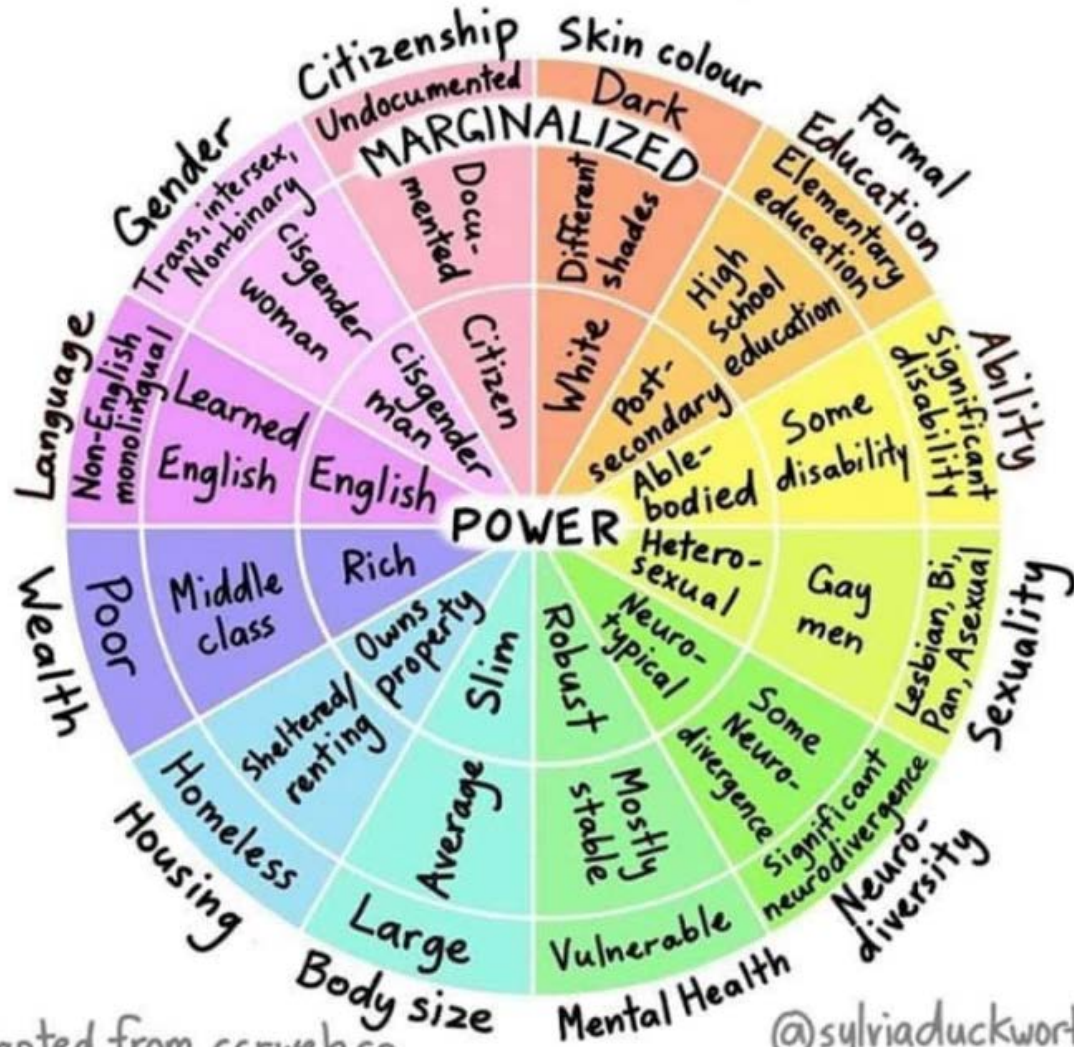 Citizenship
Undocumented
Docu-
mented
Citizen
Skin colour
Dark
Different
shades
White
Formal
Education
Elementary
education
High
school
education
Post-
secondary
Ability
Significant
disability
Some
disability
Able-
bodied
Sexuality
Lesbian, Bi,
Pan, Asexual
Gay
men
Hetero-
sexual
Neuro-
diversity
Significant
neurodivergence
Some
Neuro-
divergence
Neuro-
typical
Mental Health
Vulnerable
Mostly
stable
Robust
Body size
Large
Average
Slim
Housing
Homeless
Sheltered/
renting
Owns
property
Wealth
Poor
Middle
class
Rich
Language
Non-English
monolingual
Learned
English
English
Gender
Trans, intersex,
Non-binary
cisgender
woman
cisgender
man
MARGINALIZED
POWER
from
@sylviaduckwort